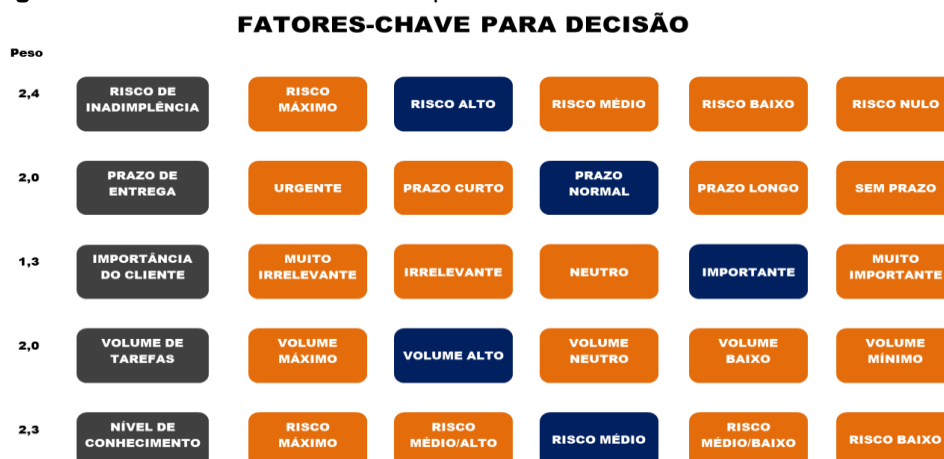 FATORES-CHAVE PARA DECISÃO
Peso
2,4
RISCO DE
INADIMPLÊNCIA
RISCO
MÁXIMO
RISCO ALTO
RISCO MÉDIO
RISCO BAIXO
RISCO NULO
2,0
PRAZO DE
ENTREGA
URGENTE
PRAZO CURTO
PRAZO
NORMAL
PRAZO LONGO
SEM PRAZO
1,3
IMPORTÂNCIA
DO CLIENTE
MUITO
IRRELEVANTE
IRRELEVANTE
NEUTRO
IMPORTANTE
MUITO
IMPORTANTE
2,0
VOLUME DE
TAREFAS
VOLUME
MÁXIMO
VOLUME ALTO
VOLUME
NEUTRO
VOLUME
BAIXO
VOLUME
MÍNIMO
2,3
NÍVEL DE
CONHECIMENTO
RISCO
MÁXIMO
RISCO
MÉDIO/ALTO
RISCO MÉDIO
RISCO
MÉDIO/BAIXO
RISCO BAIXO